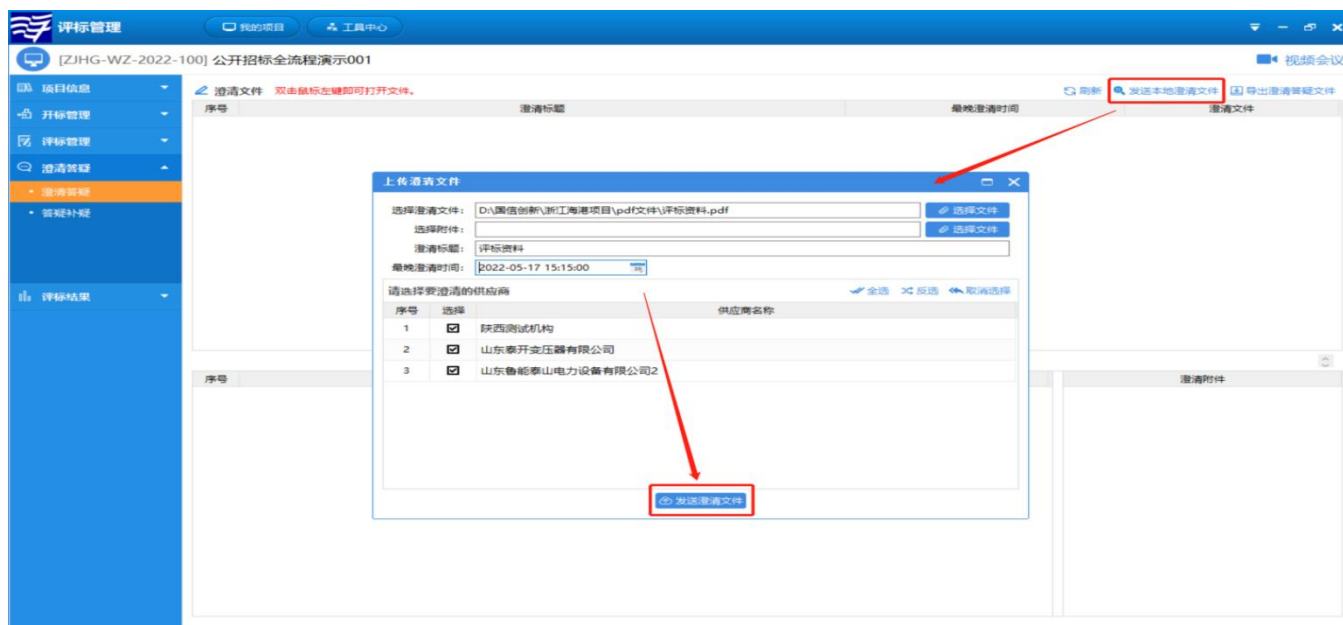 评标管理 我的项目 工具中心
[ZJHG-WZ-2022-100] 公开招标全流程演示001 视频会议
项目信息
开标管理
评标管理
澄清答疑
澄清答疑
答疑补疑
评标结果
澄清文件 双击鼠标左键即可打开文件。 刷新 发送本地澄清文件 导出澄清答疑文件
序号 澄清标题 最晚澄清时间 澄清文件
上传澄清文件
选择澄清文件: D:\国信创新\浙江海港项目\pdf文件\评标资料.pdf 选择文件
选择附件: 选择文件
澄清标题: 评标资料
最晚澄清时间: 2022-05-17 15:15:00
请选择要澄清的供应商 全选 反选 取消选择
序号 选择 供应商名称
1 陕西测试机构
2 山东泰开变压器有限公司
3 山东鲁能泰山电力设备有限公司2
发送澄清文件
序号 澄清附件